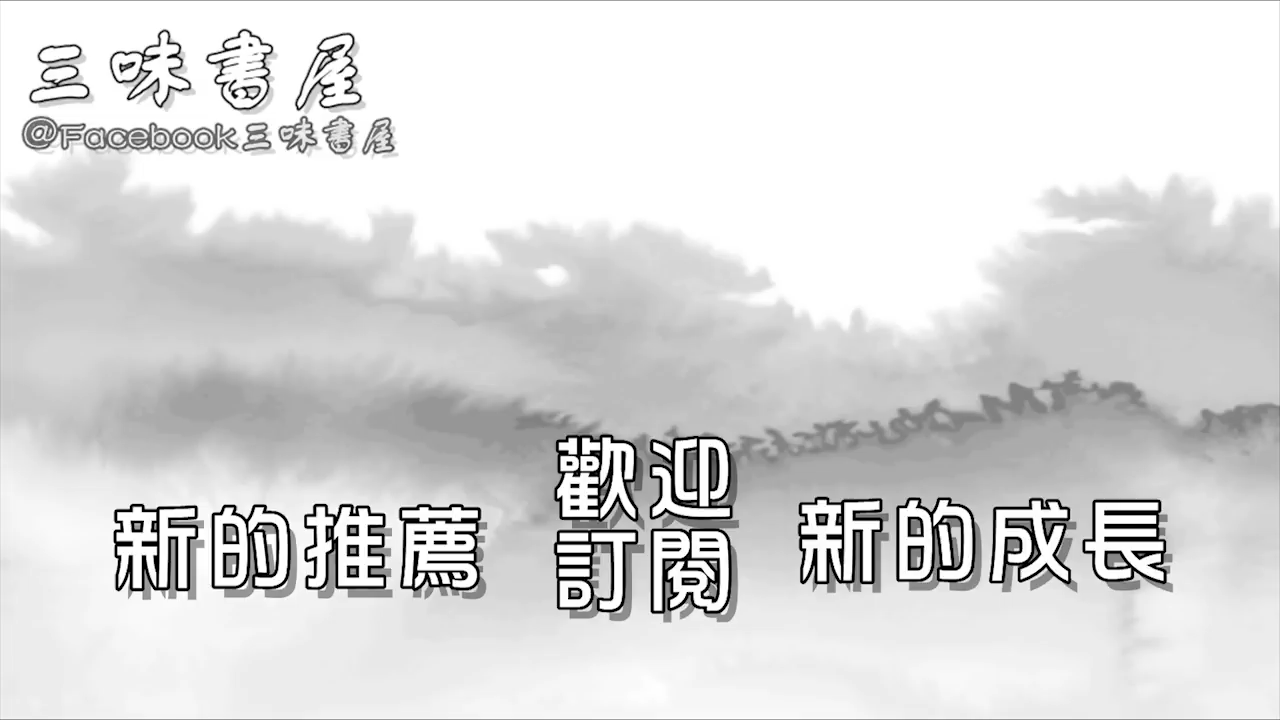 三味書屋
@Facebook三味書屋
新的推薦
歡迎
訂閱
新的成長